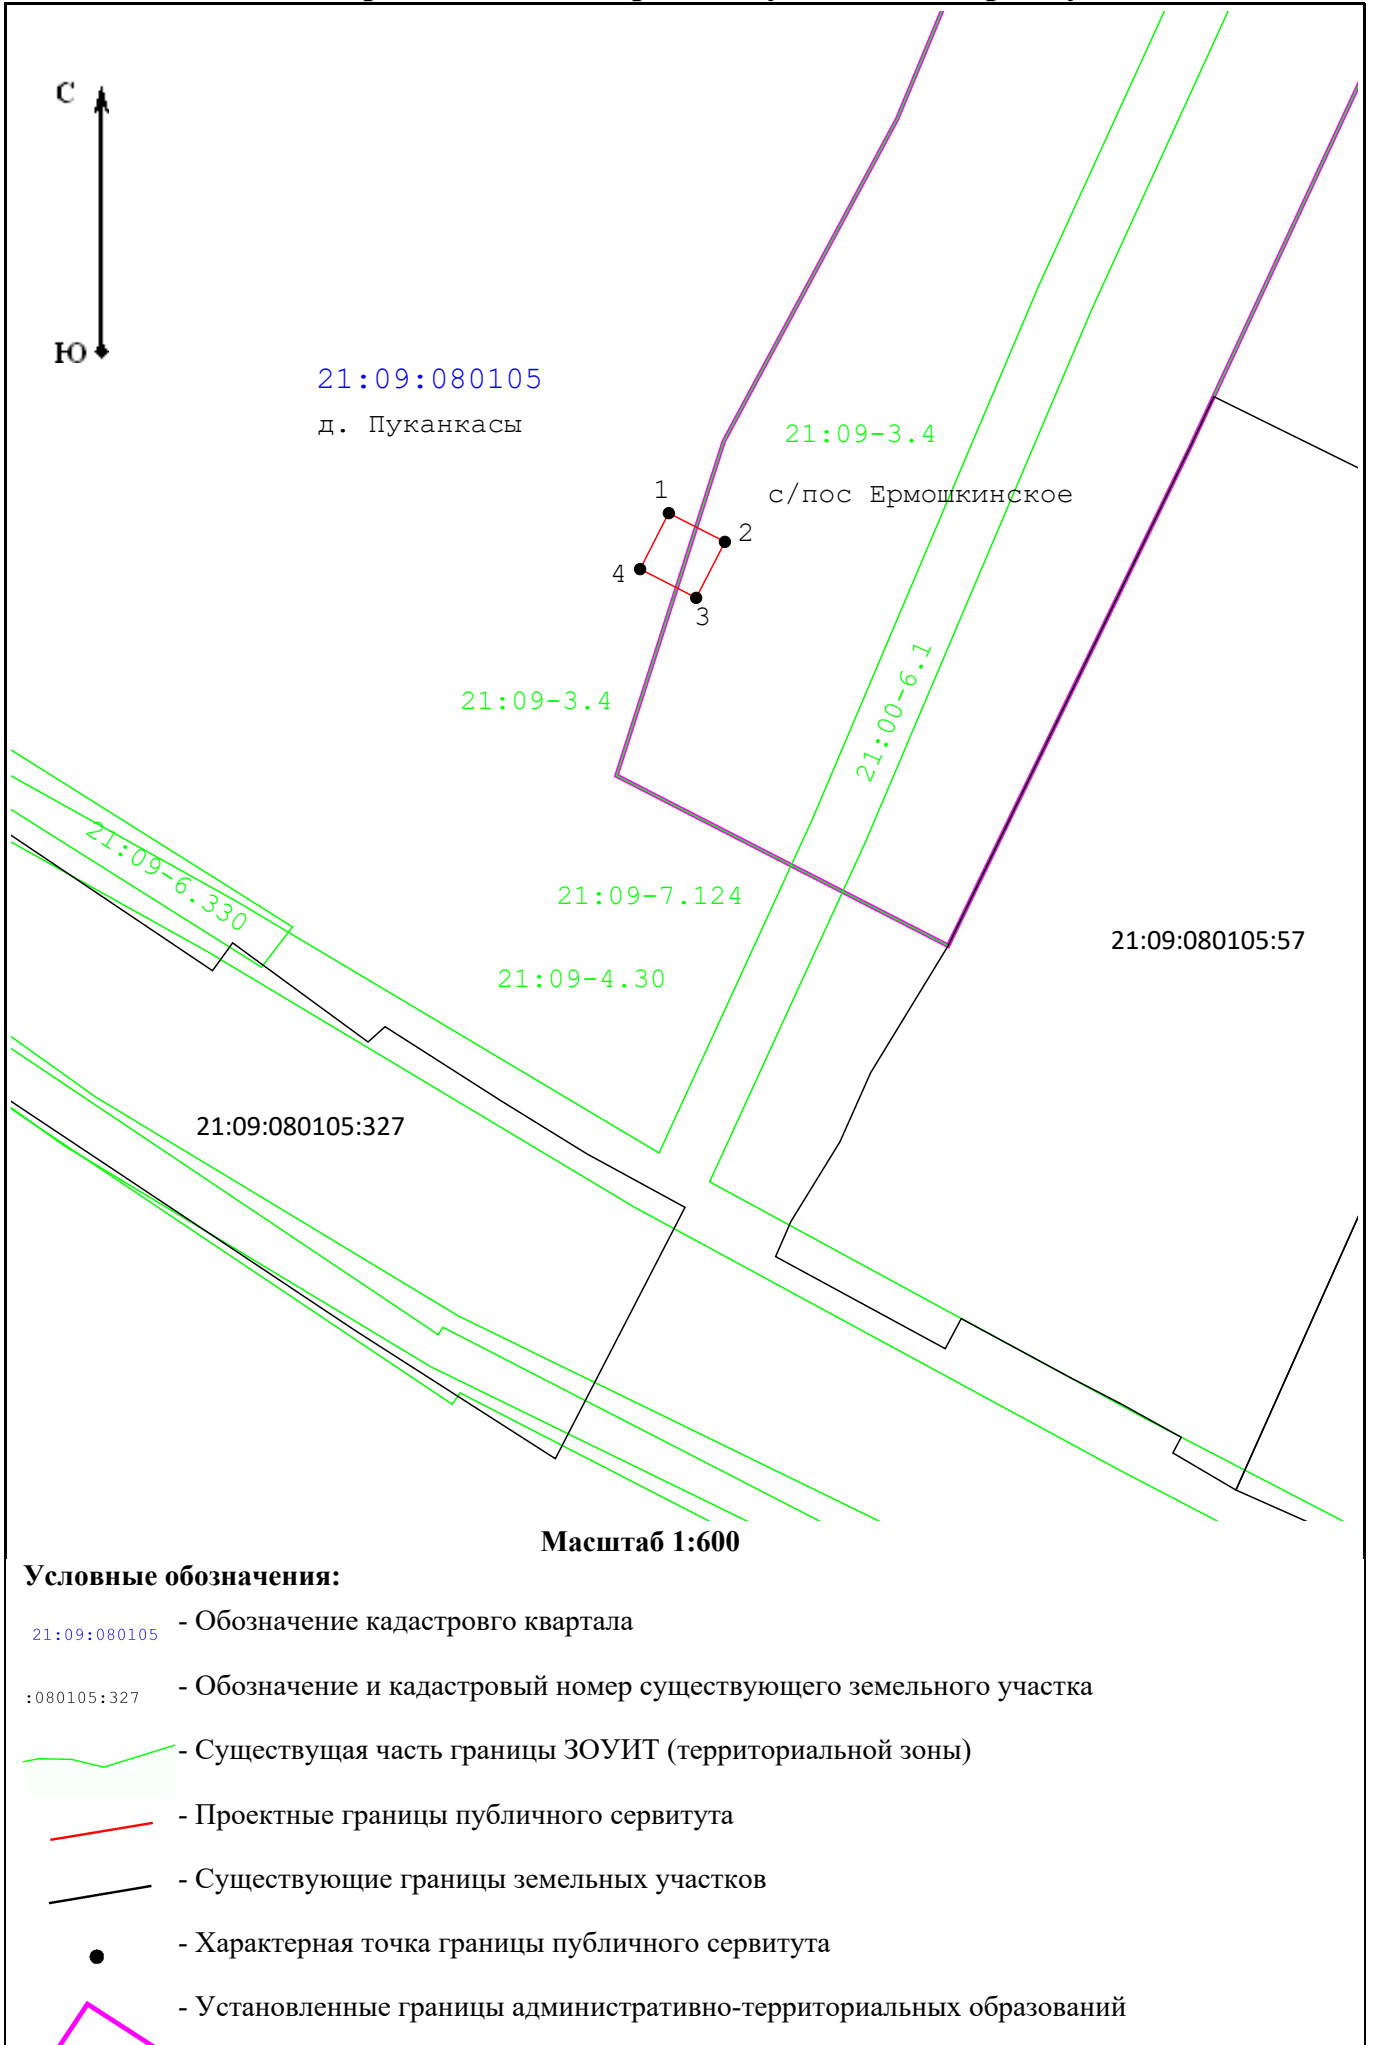 С
Ю
21:09:080105
д. Пуканкасы
21:09-3.4
с/пос Ермошкинское
1
2
4
3
21:00-6.1
21:09-3.4
21:09-6.330
21:09-7.124
21:09:080105:57
21:09-4.30
21:09:080105:327
Масштаб 1:600
Условные обозначения:
21:09:080105 - Обозначение кадастровго квартала
:080105:327 - Обозначение и кадастровый номер существующего земельного участка
- Существущая часть границы ЗОУИТ (территориальной зоны)
- Проектные границы публичного сервитута
- Существующие границы земельных участков
- Характерная точка границы публичного сервитута
- Установленные границы административно-территориальных образований